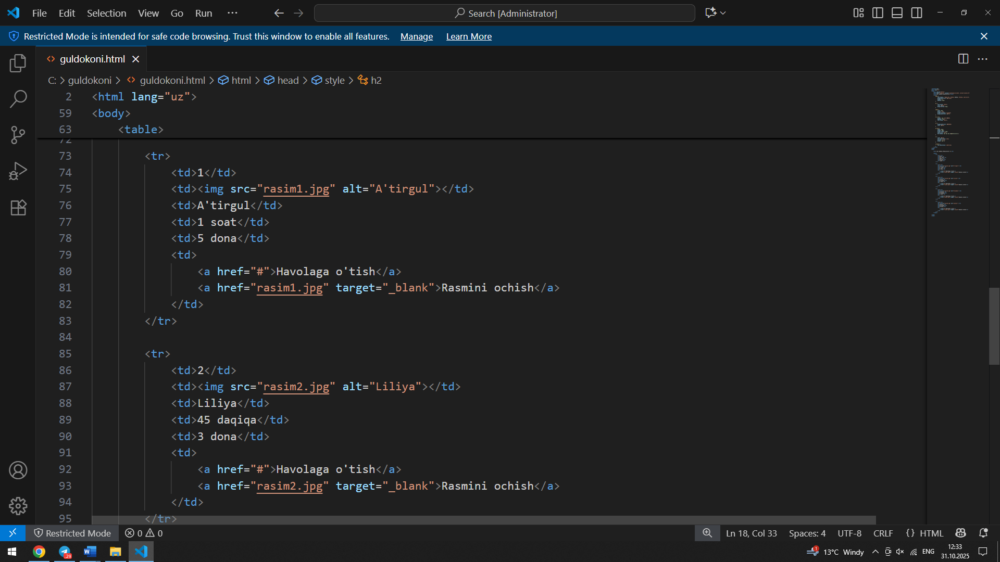 File Edit Selection View Go Run ···
Search [Administrator]
Restricted Mode is intended for safe code browsing. Trust this window to enable all features. Manage Learn More
guldokoni.html
C: > guldokoni > guldokoni.html > html > head > style > h2
2 <html lang="uz">
59 <body>
63 <table>
72
73 <tr>
74 <td>1</td>
75 <td><img src="rasim1.jpg" alt="A'tirgul"></td>
76 <td>A'tirgul</td>
77 <td>1 soat</td>
78 <td>5 dona</td>
79 <td>
80 <a href="#">Havolaga o'tish</a>
81 <a href="rasim1.jpg" target="_blank">Rasmini ochish</a>
82 </td>
83 </tr>
84
85 <tr>
86 <td>2</td>
87 <td><img src="rasim2.jpg" alt="Liliya"></td>
88 <td>Liliya</td>
89 <td>45 daqiqa</td>
90 <td>3 dona</td>
91 <td>
92 <a href="#">Havolaga o'tish</a>
93 <a href="rasim2.jpg" target="_blank">Rasmini ochish</a>
94 </td>
95 </tr>
Restricted Mode 0 0 Ln 18, Col 33 Spaces: 4 UTF-8 CRLF {} HTML
29 1 13°C Windy ENG 12:33
31.10.2025